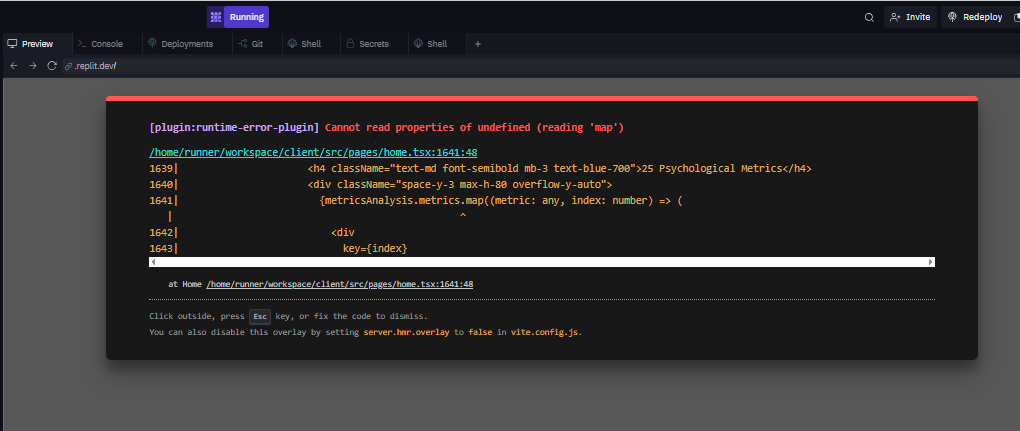 Running
Invite
Redeploy
Preview
Console
Deployments
Git
Shell
Secrets
Shell
.replit.dev/
[plugin:runtime-error-plugin] Cannot read properties of undefined (reading 'map')
/home/runner/workspace/client/src/pages/home.tsx:1641:48
1639| <h4 className="text-md font-semibold mb-3 text-blue-700">25 Psychological Metrics</h4>
1640| <div className="space-y-3 max-h-80 overflow-y-auto">
1641| {metricsAnalysis.metrics.map((metric: any, index: number) => (
| ^
1642| <div
1643| key={index}
at Home /home/runner/workspace/client/src/pages/home.tsx:1641:48
Click outside, press Esc key, or fix the code to dismiss.
You can also disable this overlay by setting server.hmr.overlay to false in vite.config.js.